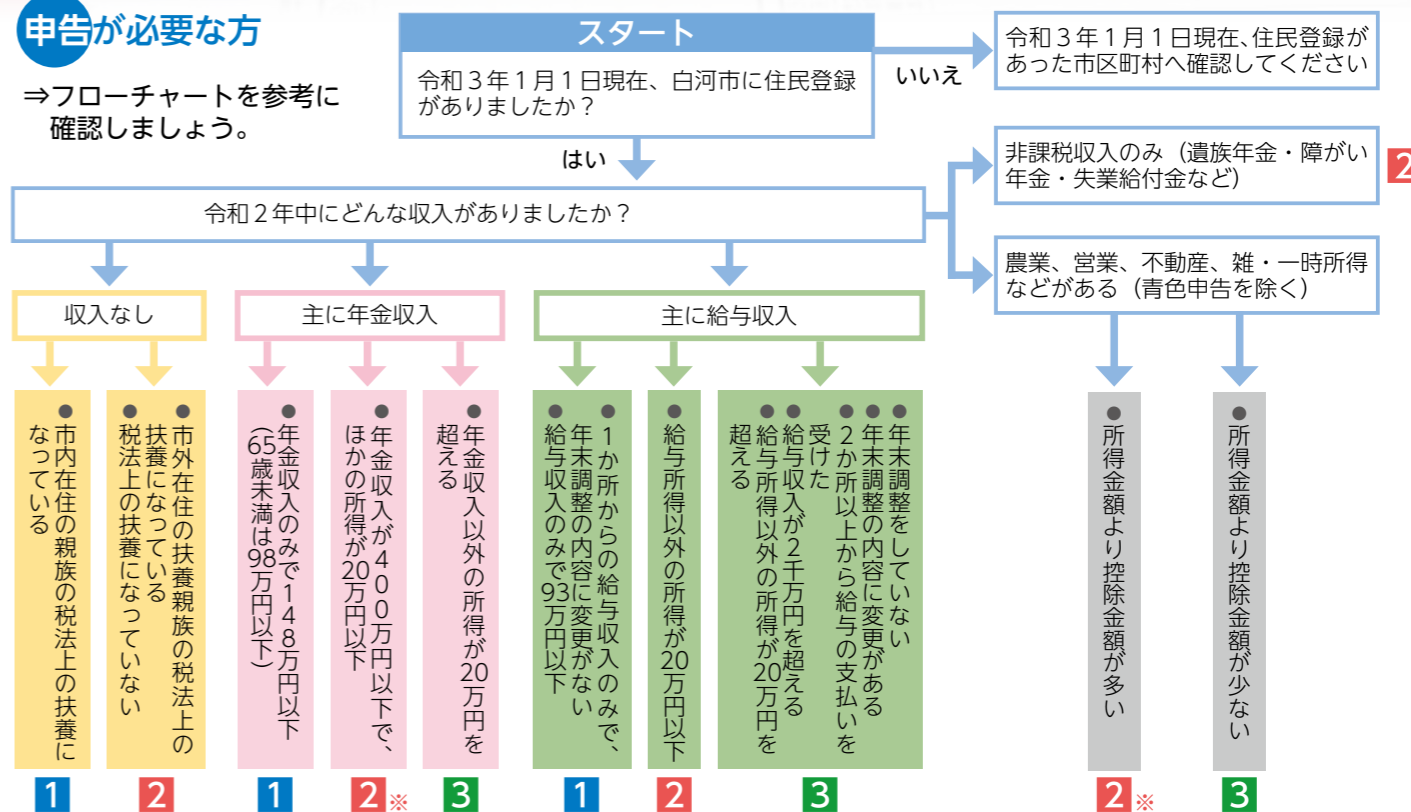 申告が必要な方
⇒フローチャートを参考に
確認しましょう。
スタート
令和３年１月１日現在、白河市に住民登録
がありましたか？
いいえ
令和３年１月１日現在、住民登録が
あった市区町村へ確認してください
はい
令和２年中にどんな収入がありましたか？
非課税収入のみ（遺族年金・障がい
年金・失業給付金など）
2
農業、営業、不動産、雑・一時所得
などがある（青色申告を除く）
収入なし
主に年金収入
主に給与収入
●市内在住の親族の税法上の扶養に
なっている
1
●市外在住の扶養親族の税法上の
扶養になっている
●税法上の扶養になっていない
2
●年金収入のみで１４８万円以下
（65歳未満は98万円以下）
1
●年金収入が４００万円以下で、
ほかの所得が20万円以下
2※
●年金収入以外の所得が20万円を
超える
3
●１か所からの給与収入のみで、
年末調整の内容に変更がない
●給与収入のみで93万円以下
1
●給与所得以外の所得が20万円以下
2
●年末調整をしていない
●年末調整の内容に変更がある
●２か所以上から給与の支払いを
受けた
●給与収入が２千万円を超える
●給与所得以外の所得が20万円を
超える
3
●所得金額より控除金額が多い
2※
●所得金額より控除金額が少ない
3